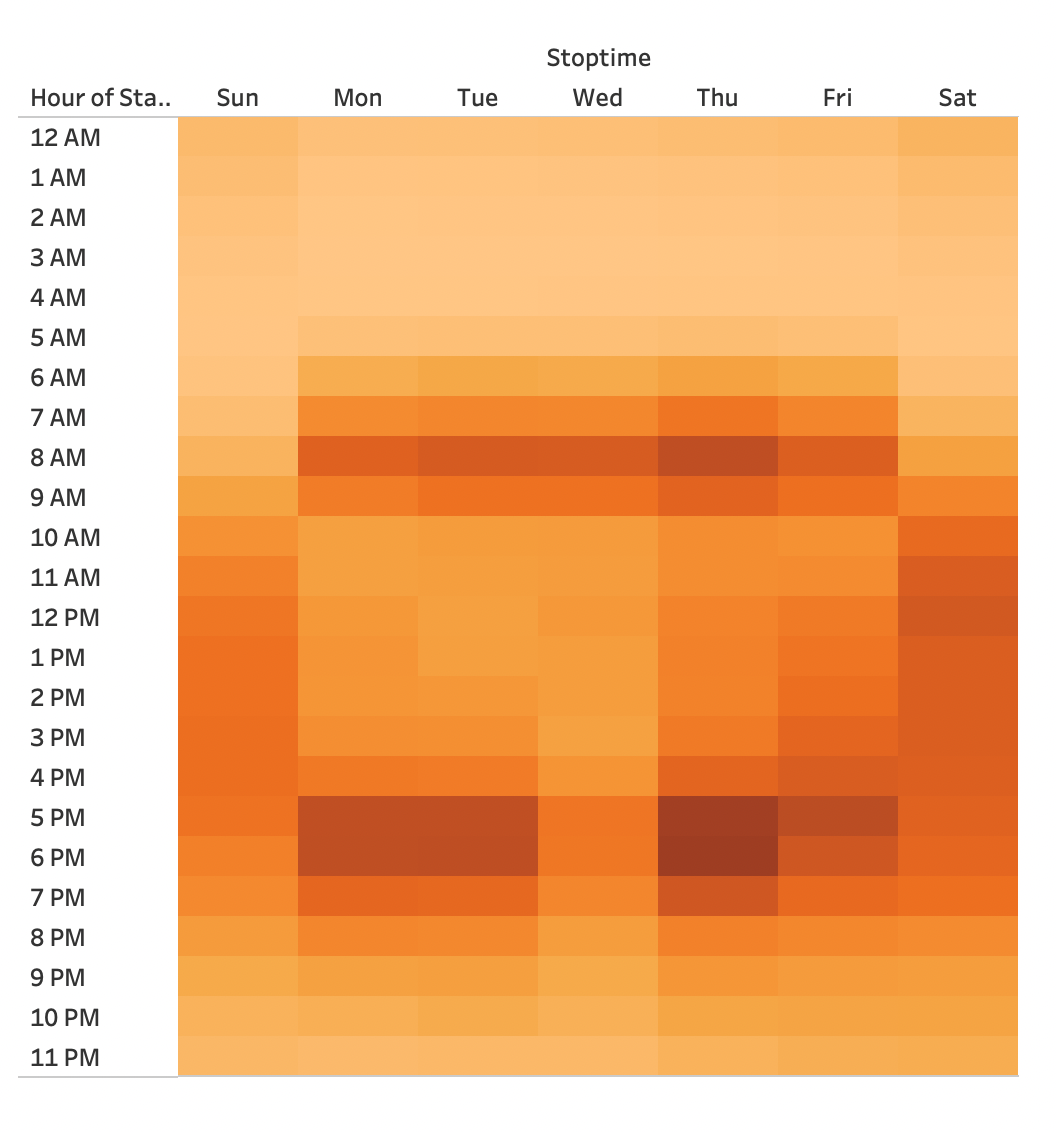 Stoptime
Hour of Sta.. Sun Mon Tue Wed Thu Fri Sat
12 AM
1 AM
2 AM
3 AM
4 AM
5 AM
6 AM
7 AM
8 AM
9 AM
10 AM
11 AM
12 PM
1 PM
2 PM
3 PM
4 PM
5 PM
6 PM
7 PM
8 PM
9 PM
10 PM
11 PM